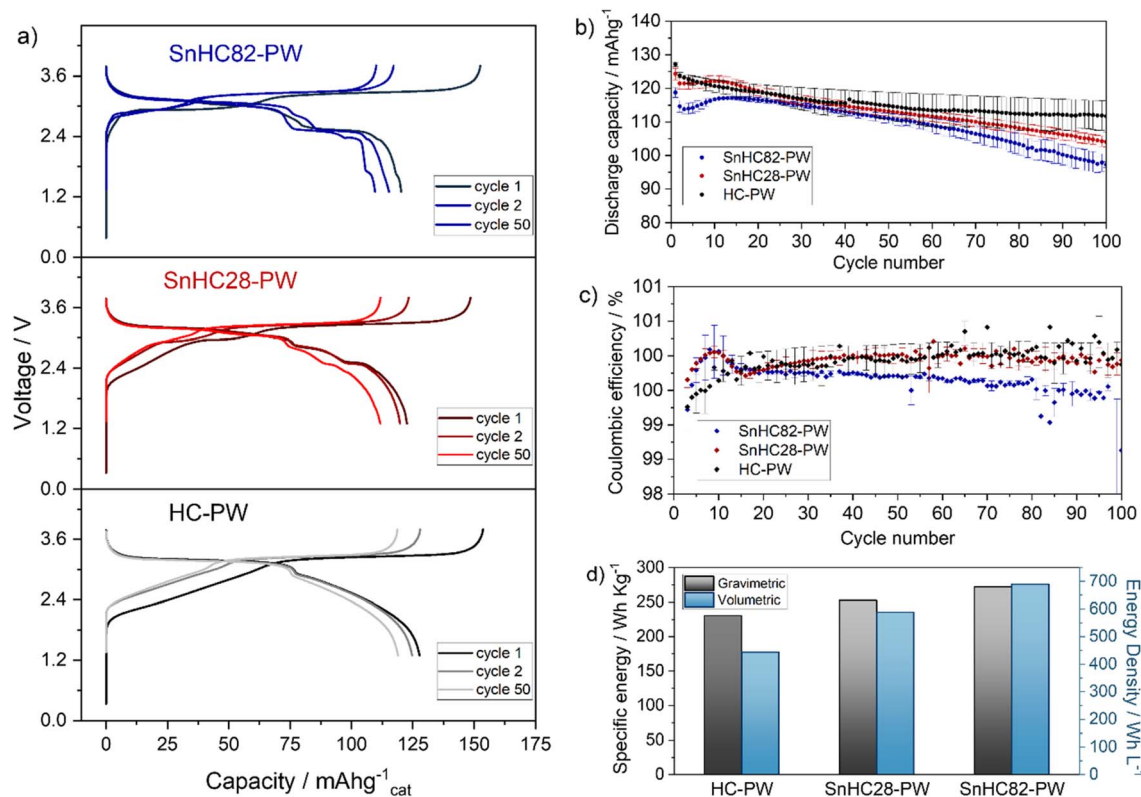 a)
SnHC82-PW
3.6
2.4
1.2
0.0
cycle 1
cycle 2
cycle 50
SnHC28-PW
3.6
2.4
1.2
0.0
cycle 1
cycle 2
cycle 50
HC-PW
3.6
2.4
1.2
0.0
cycle 1
cycle 2
cycle 50
Voltage / V
0 25 50 75 100 125 150 175
Capacity / mAhg⁻¹cat
b)
Discharge capacity / mAhg⁻¹
140
130
120
110
100
90
80
SnHC82-PW
SnHC28-PW
HC-PW
0 10 20 30 40 50 60 70 80 90 100
Cycle number
c)
Coulombic efficiency / %
101
101
100
100
99
99
98
SnHC82-PW
SnHC28-PW
HC-PW
0 10 20 30 40 50 60 70 80 90 100
Cycle number
d)
Specific energy / Wh Kg⁻¹
300
250
225
200
175
150
125
100
75
50
25
0
Gravimetric
Volumetric
700
600
500
400
300
200
100
0
Energy Density / Wh L⁻¹
HC-PW SnHC28-PW SnHC82-PW